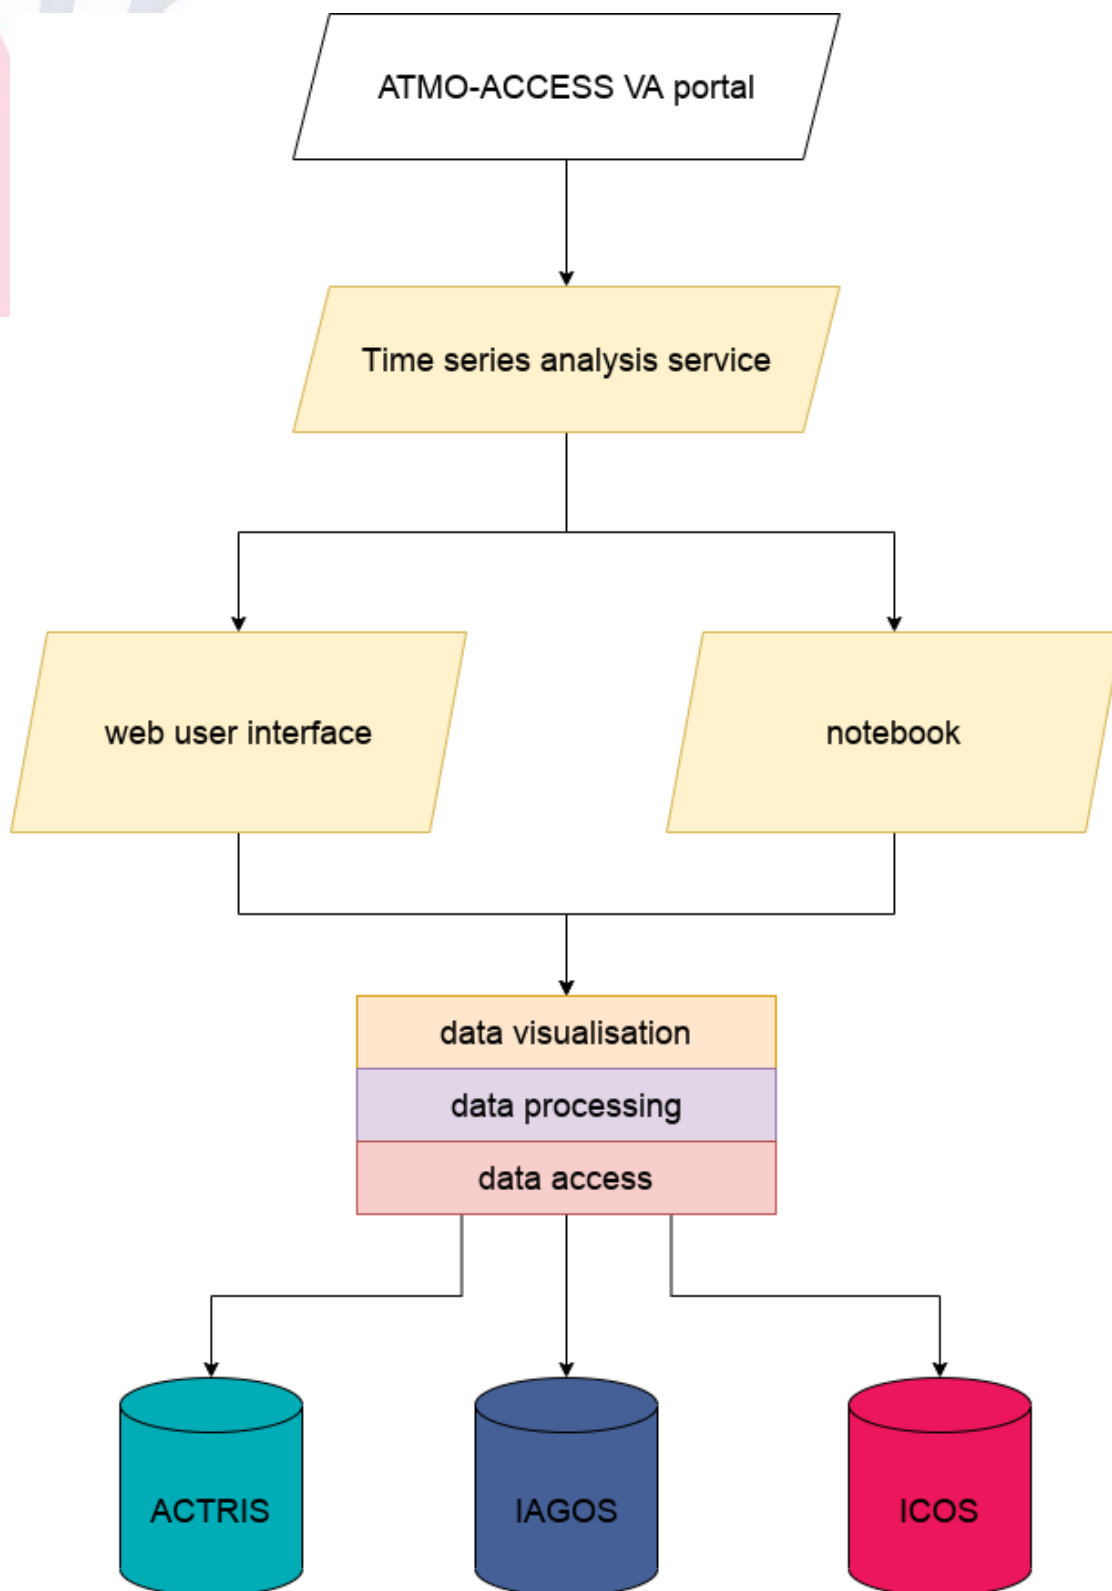 ATMO-ACCESS VA portal
Time series analysis service
web user interface
notebook
data visualisation
data processing
data access
ACTRIS
IAGOS
ICOS